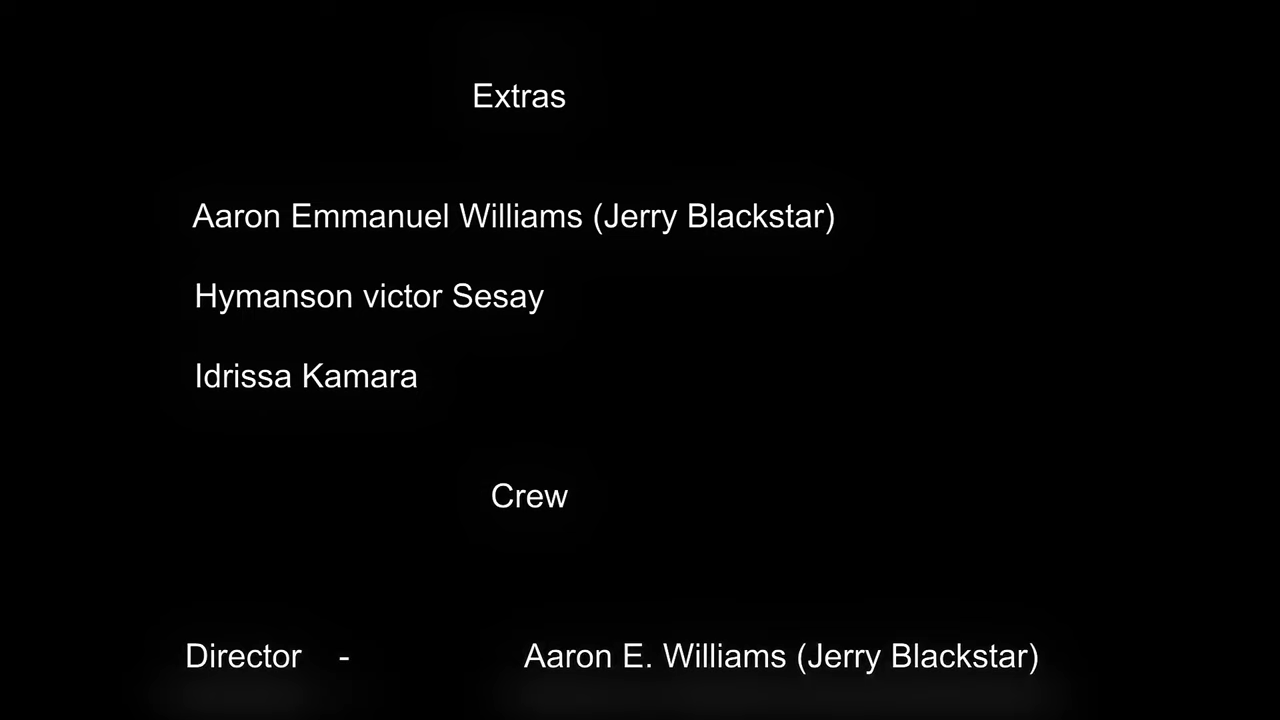 Extras
Aaron Emmanuel Williams (Jerry Blackstar)
Hymanson victor Sesay
Idrissa Kamara
Crew
Director - Aaron E. Williams (Jerry Blackstar)